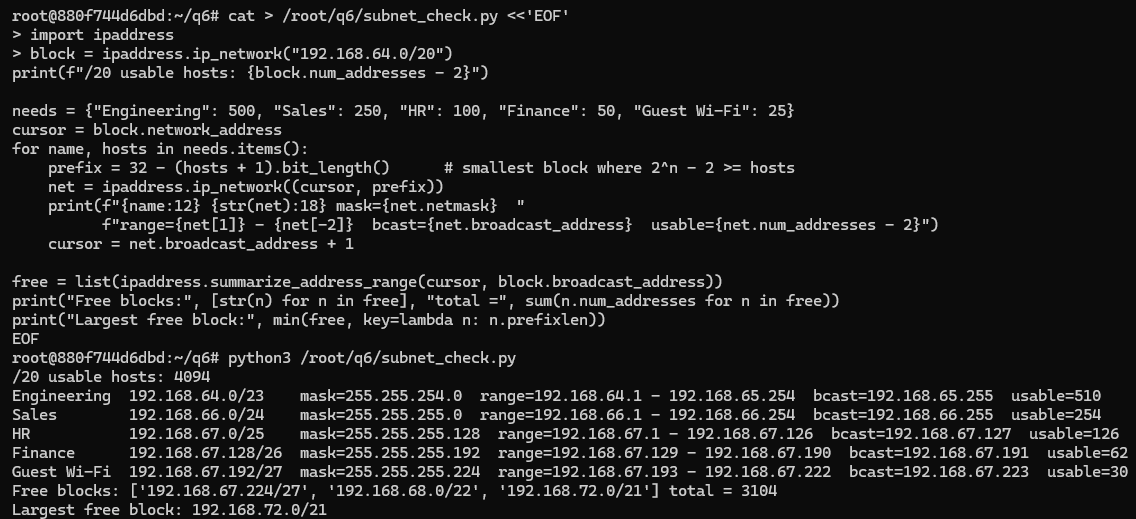 root@880f744d6dbd:~/q6# cat > /root/q6/subnet_check.py <<'EOF'
> import ipaddress
> block = ipaddress.ip_network("192.168.64.0/20")
print(f"/20 usable hosts: {block.num_addresses - 2}")

needs = {"Engineering": 500, "Sales": 250, "HR": 100, "Finance": 50, "Guest Wi-Fi": 25}
cursor = block.network_address
for name, hosts in needs.items():
    prefix = 32 - (hosts + 1).bit_length()      # smallest block where 2^n - 2 >= hosts
    net = ipaddress.ip_network((cursor, prefix))
    print(f"{name:12} {str(net):18} mask={net.netmask}  "
          f"range={net[1]} - {net[-2]}  bcast={net.broadcast_address}  usable={net.num_addresses - 2}")
    cursor = net.broadcast_address + 1

free = list(ipaddress.summarize_address_range(cursor, block.broadcast_address))
print("Free blocks:", [str(n) for n in free], "total =", sum(n.num_addresses for n in free))
print("Largest free block:", min(free, key=lambda n: n.prefixlen))
EOF
root@880f744d6dbd:~/q6# python3 /root/q6/subnet_check.py
/20 usable hosts: 4094
Engineering  192.168.64.0/23    mask=255.255.254.0  range=192.168.64.1 - 192.168.65.254  bcast=192.168.65.255  usable=510
Sales        192.168.66.0/24    mask=255.255.255.0  range=192.168.66.1 - 192.168.66.254  bcast=192.168.66.255  usable=254
HR           192.168.67.0/25    mask=255.255.255.128  range=192.168.67.1 - 192.168.67.126  bcast=192.168.67.127  usable=126
Finance      192.168.67.128/26  mask=255.255.255.192  range=192.168.67.129 - 192.168.67.190  bcast=192.168.67.191  usable=62
Guest Wi-Fi  192.168.67.192/27  mask=255.255.255.224  range=192.168.67.193 - 192.168.67.222  bcast=192.168.67.223  usable=30
Free blocks: ['192.168.67.224/27', '192.168.68.0/22', '192.168.72.0/21'] total = 3104
Largest free block: 192.168.72.0/21